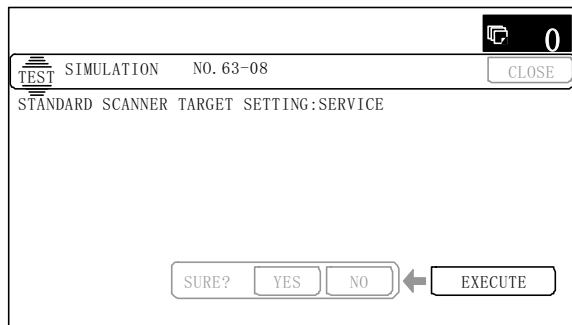 0
TEST SIMULATION NO.63-08 CLOSE
STANDARD SCANNER TARGET SETTING:SERVICE
SURE? YES NO EXECUTE